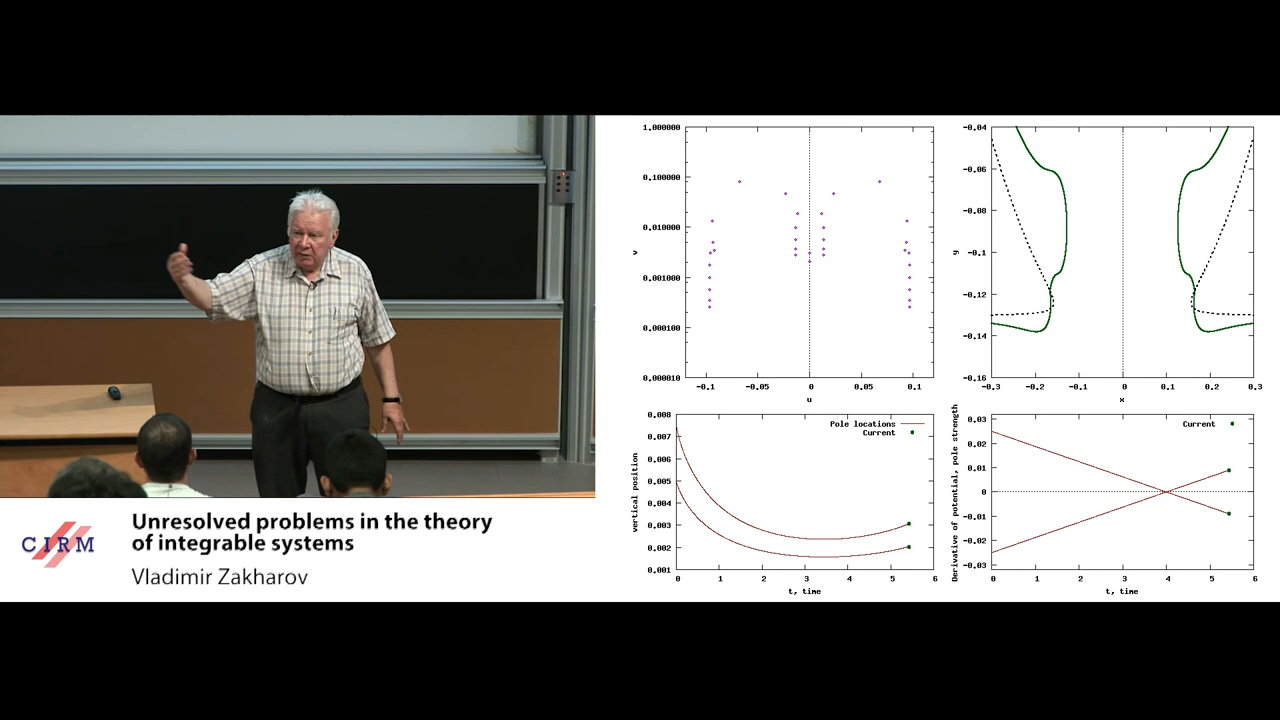 CIRM
Unresolved problems in the theory
of integrable systems
Vladimir Zakharov
1.000000
0.100000
0.010000
0.001000
0.000100
0.000010
v
-0.1 -0.05 0 0.05 0.1
u
-0.04
-0.06
-0.08
-0.1
-0.12
-0.14
-0.16
y
-0.3 -0.2 -0.1 0 0.1 0.2 0.3
x
0.008
0.007
0.006
0.005
0.004
0.003
0.002
0.001
vertical position
Pole locations
Current
0 1 2 3 4 5 6
t, time
0.03
0.02
0.01
0
-0.01
-0.02
-0.03
Derivative of potential, pole strength
Current
0 1 2 3 4 5 6
t, time